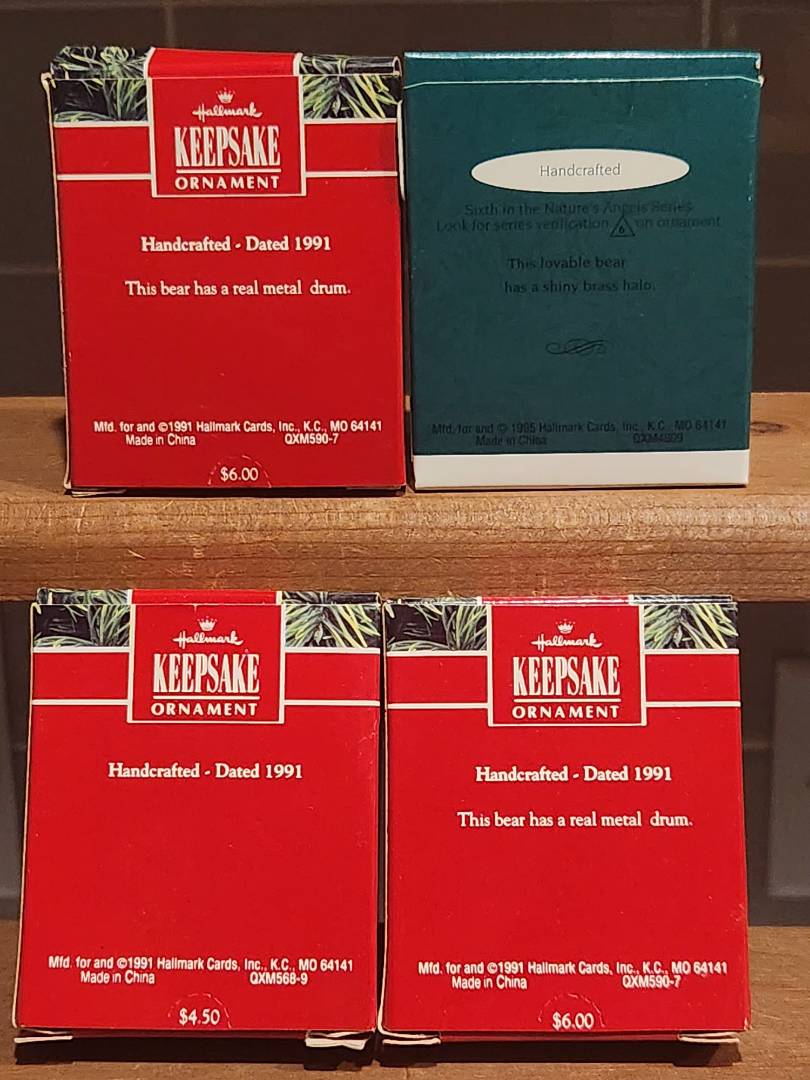 Hallmark
KEEPSAKE
ORNAMENT
Handcrafted - Dated 1991
This bear has a real metal drum.
Mfd. for and ©1991 Hallmark Cards, Inc., K.C., MO 64141
Made in China QXM590-7
$6.00
Handcrafted
Sixth in the Nature's Angels Series
Look for series verification 6 on ornament
This lovable bear
has a shiny brass halo.
Mfd. for and © 1995 Hallmark Cards, Inc., K.C., MO 64141
Made in China QXM4809
Hallmark
KEEPSAKE
ORNAMENT
Handcrafted - Dated 1991
Mfd. for and ©1991 Hallmark Cards, Inc., K.C., MO 64141
Made in China QXM568-9
$4.50
Hallmark
KEEPSAKE
ORNAMENT
Handcrafted - Dated 1991
This bear has a real metal drum.
Mfd. for and ©1991 Hallmark Cards, Inc., K.C., MO 64141
Made in China QXM590-7
$6.00